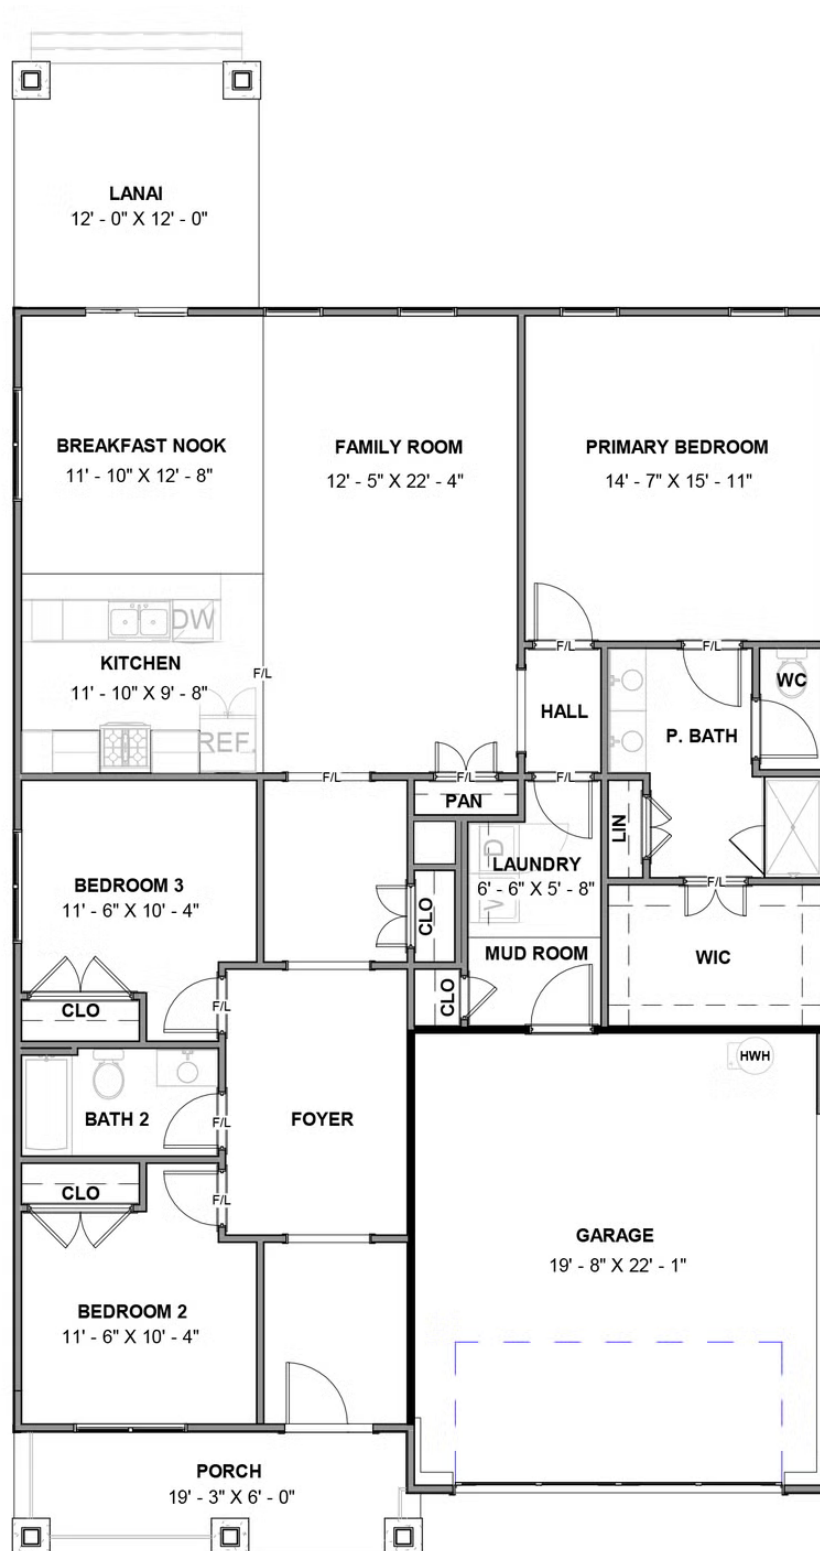 LANAI
12' - 0" X 12' - 0"
BREAKFAST NOOK
11' - 10" X 12' - 8"
FAMILY ROOM
12' - 5" X 22' - 4"
PRIMARY BEDROOM
14' - 7" X 15' - 11"
DW
KITCHEN
11' - 10" X 9' - 8"
F/L
REF.
F/L
F/L
WC
HALL
P. BATH
F/L
F/L
F/L
PAN
LIN
BEDROOM 3
11' - 6" X 10' - 4"
D
LAUNDRY
6' - 6" X 5' - 8"
W
CLO
F/L
MUD ROOM
WIC
CLO
CLO
F/L
HWH
BATH 2
F/L
FOYER
CLO
F/L
GARAGE
19' - 8" X 22' - 1"
BEDROOM 2
11' - 6" X 10' - 4"
PORCH
19' - 3" X 6' - 0"